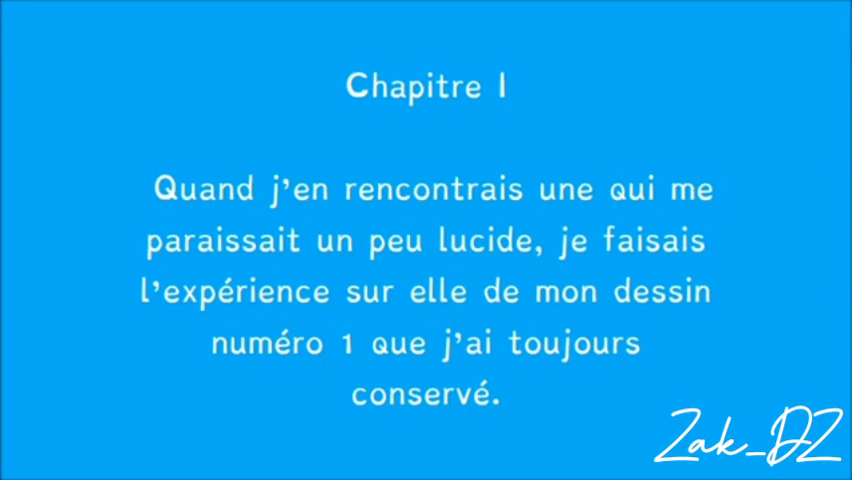 Chapitre I
Quand j'en rencontrais une qui me
paraissait un peu lucide, je faisais
l'expérience sur elle de mon dessin
numéro 1 que j'ai toujours
conservé.
Zak_DZ